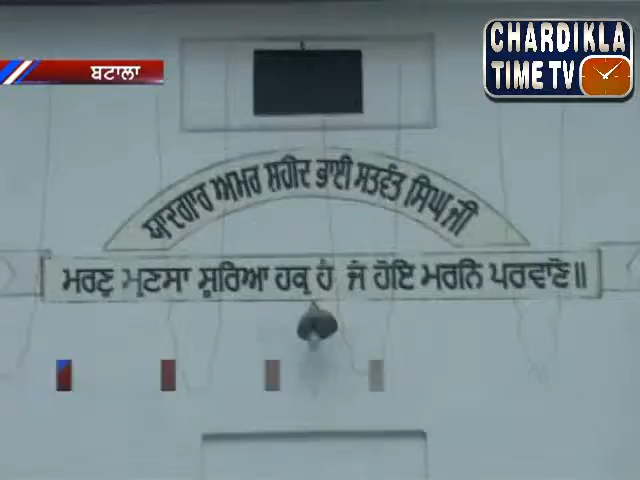 CHARDIKLA
TIME TV
ਬਟਾਲਾ
ਯਾਦਗਾਰ ਅਮਰ ਸ਼ਹੀਦ ਭਾਈ ਸਤਵੰਤ ਸਿੰਘ ਜੀ
ਮਰਣੁ ਮੁਣਸਾ ਸੂਰਿਆ ਹਕੁ ਹੈ ਜੋ ਹੋਇ ਮਰਨਿ ਪਰਵਾਣੋ॥